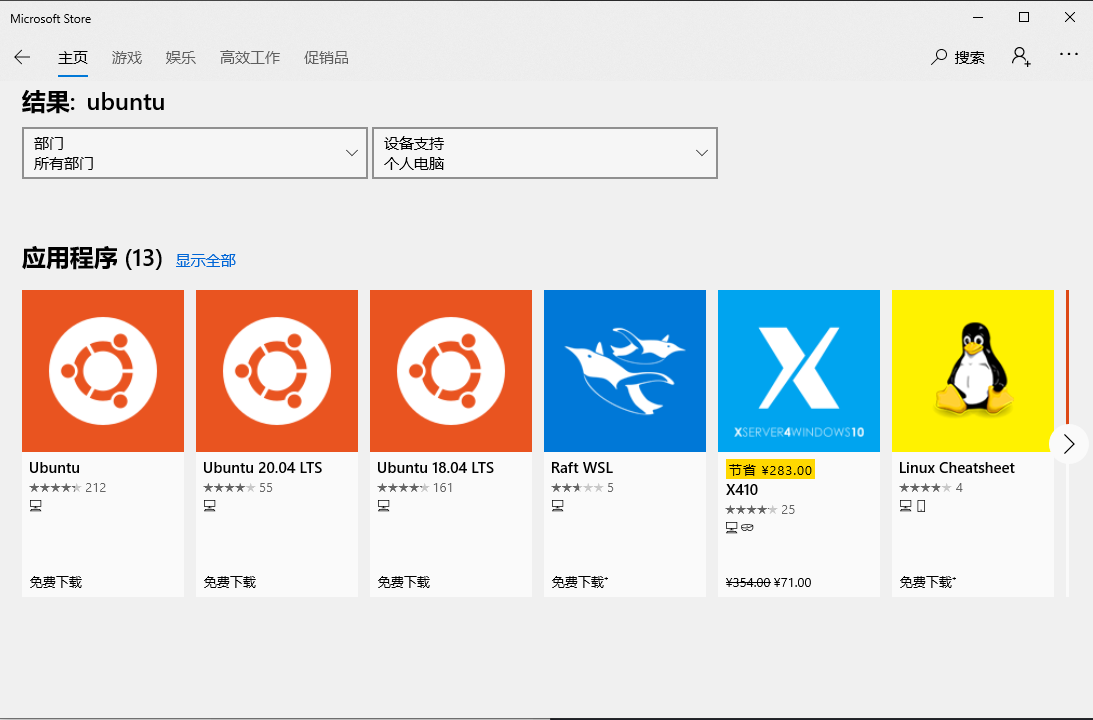 Microsoft Store
主页 游戏 娱乐 高效工作 促销品 搜索
结果: ubuntu
部门 设备支持
所有部门 个人电脑
应用程序 (13) 显示全部
XSERVER4WINDOWS10
Ubuntu
212
免费下载
Ubuntu 20.04 LTS
55
免费下载
Ubuntu 18.04 LTS
161
免费下载
Raft WSL
5
免费下载+
节省 ¥283.00
X410
25
¥354.00 ¥71.00
Linux Cheatsheet
4
免费下载+